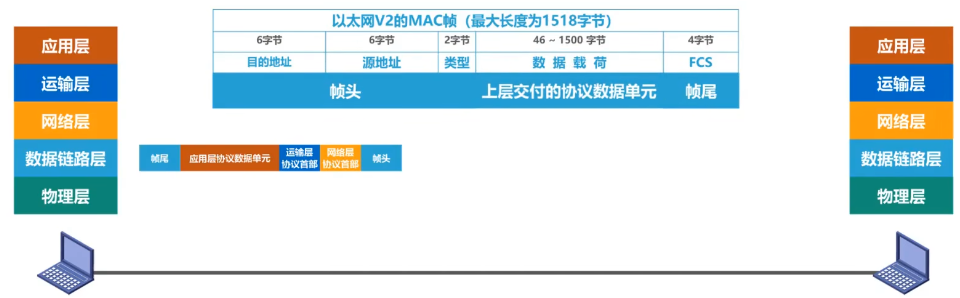 以太网V2的MAC帧（最大长度为1518字节）
6字节 6字节 2字节 46 ~ 1500 字节 4字节
目的地址 源地址 类型 数 据 载 荷 FCS
帧头 上层交付的协议数据单元 帧尾
应用层
运输层
网络层
数据链路层
物理层
帧尾 应用层协议数据单元 运输层 协议首部 网络层 协议首部 帧头
应用层
运输层
网络层
数据链路层
物理层